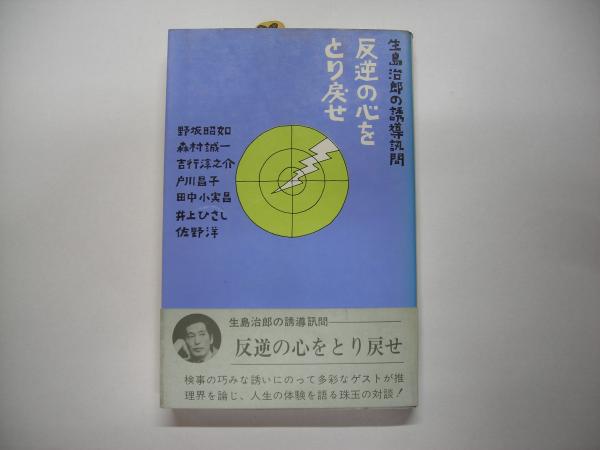 生島治郎の誘導訊問
反逆の心を
とり戻せ
野坂昭如
森村誠一
吉行淳之介
戸川昌子
田中小実昌
井上ひさし
佐野洋
生島治郎の誘導訊問
反逆の心をとり戻せ
検事の巧みな誘いにのって多彩なゲストが推
理界を論じ、人生の体験を語る珠玉の対談！